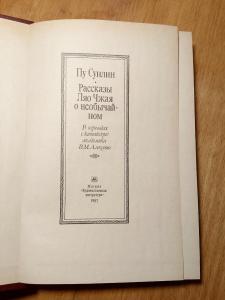 Пу Сунлин
Рассказы
Ляо Чжая
о необычай-
ном
В переводах
с китайского
академика
В.М.Алексеева
Москва
«Художественная
литература»